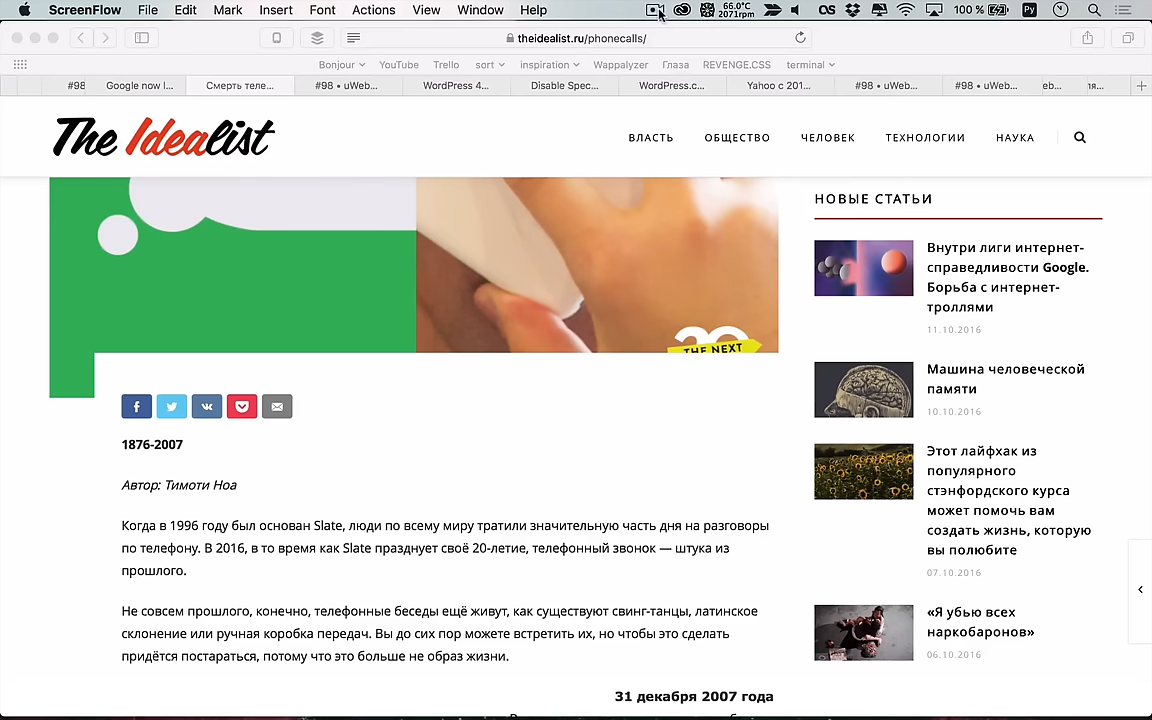 ScreenFlow File Edit Mark Insert Font Actions View Window Help 66.0°C 2071rpm OS 100 % Py
theidealist.ru/phonecalls/
Bonjour YouTube Trello sort inspiration Wappalyzer Глаза REVENGE.CSS terminal
#98 Google now l... Смерть теле... #98 • uWeb... WordPress 4... Disable Spec... WordPress.c... Yahoo с 201... #98 • uWeb... #98 • uWeb... eb... ля...
The Idealist
ВЛАСТЬ ОБЩЕСТВО ЧЕЛОВЕК ТЕХНОЛОГИИ НАУКА
THE NEXT
1876-2007
Автор: Тимоти Ноа
Когда в 1996 году был основан Slate, люди по всему миру тратили значительную часть дня на разговоры
по телефону. В 2016, в то время как Slate празднует своё 20-летие, телефонный звонок — штука из
прошлого.
Не совсем прошлого, конечно, телефонные беседы ещё живут, как существуют свинг-танцы, латинское
склонение или ручная коробка передач. Вы до сих пор можете встретить их, но чтобы это сделать
придётся постараться, потому что это больше не образ жизни.
31 декабря 2007 года
НОВЫЕ СТАТЬИ
Внутри лиги интернет-
справедливости Google.
Борьба с интернет-
троллями
11.10.2016
Машина человеческой
памяти
10.10.2016
Этот лайфхак из
популярного
стэнфордского курса
может помочь вам
создать жизнь, которую
вы полюбите
07.10.2016
«Я убью всех
наркобаронов»
06.10.2016